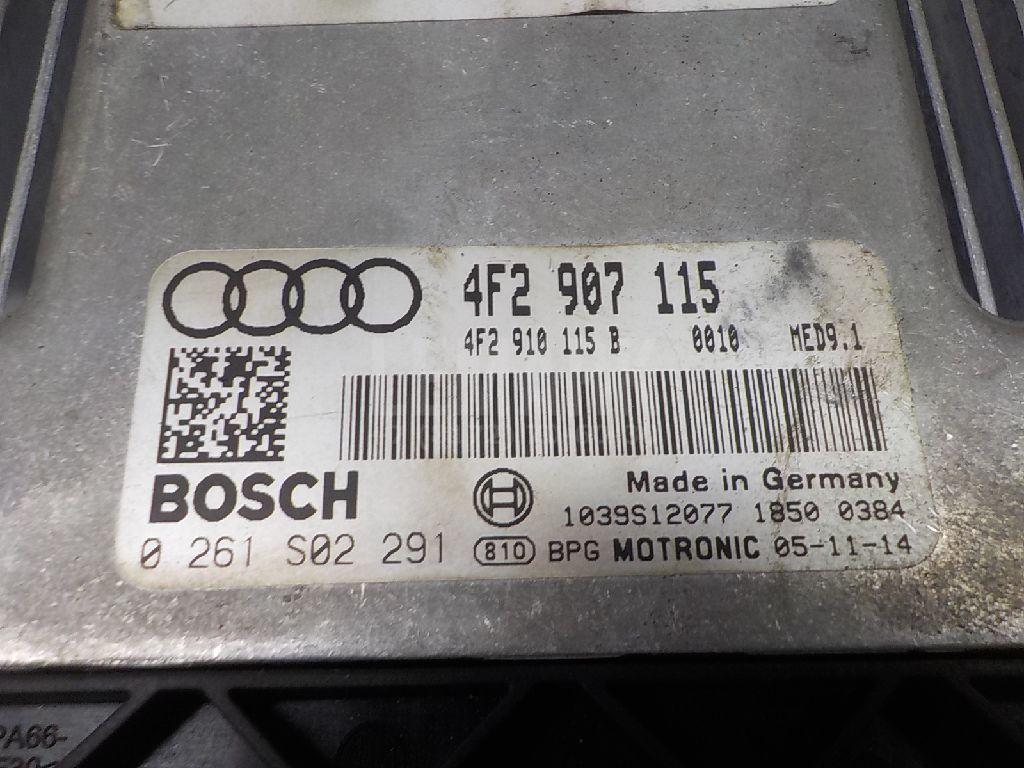 4F2 907 115
4F2 910 115 B 0010 MED9.1
BOSCH
Made in Germany
1039S12077 1850 0384
0 261 S02 291 810 BPG MOTRONIC 05-11-14
PA66-